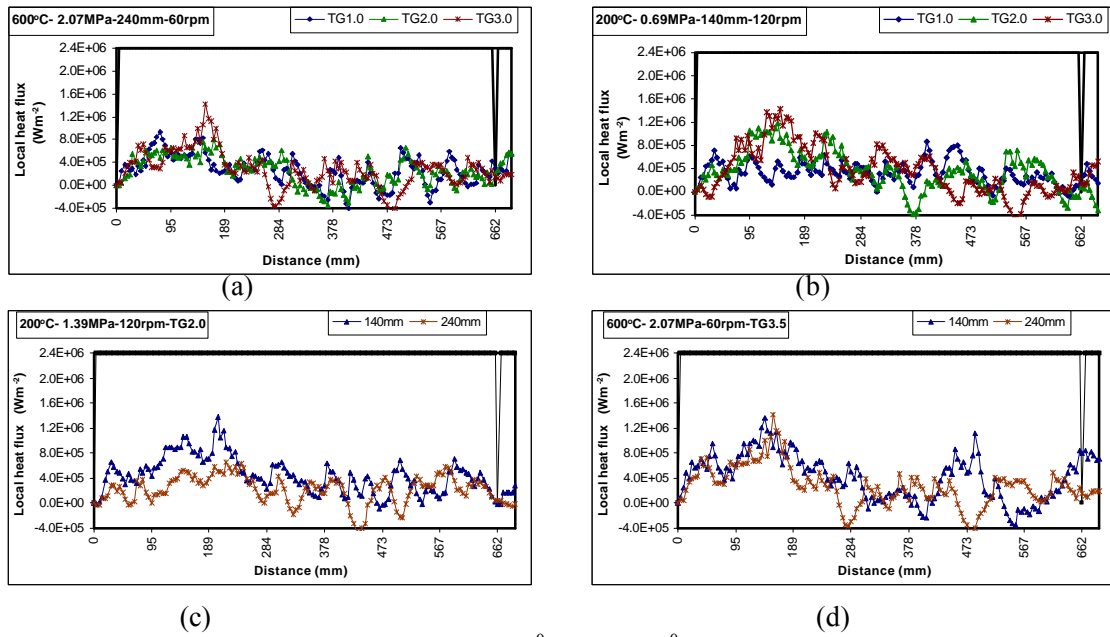 600°C- 2.07MPa-240mm-60rpm
TG1.0 TG2.0 TG3.0
2.4E+06
2.0E+06
1.6E+06
1.2E+06
8.0E+05
4.0E+05
0.0E+00
-4.0E+05
Local heat flux
(Wm⁻²)
0 95 189 284 378 473 567 662
Distance (mm)
(a)
200°C- 0.69MPa-140mm-120rpm
TG1.0 TG2.0 TG3.0
2.4E+06
2.0E+06
1.6E+06
1.2E+06
8.0E+05
4.0E+05
0.0E+00
-4.0E+05
Local heat flux
(Wm⁻²)
0 95 189 284 378 473 567 662
Distance (mm)
(b)
200°C- 1.39MPa-120rpm-TG2.0
140mm 240mm
2.4E+06
2.0E+06
1.6E+06
1.2E+06
8.0E+05
4.0E+05
0.0E+00
-4.0E+05
Local heat flux (Wm⁻²)
0 95 189 284 378 473 567 662
Distance (mm)
(c)
600°C- 2.07MPa-60rpm-TG3.5
140mm 240mm
2.4E+06
2.0E+06
1.6E+06
1.2E+06
8.0E+05
4.0E+05
0.0E+00
-4.0E+05
Local heat flux (Wm⁻²)
0 95 189 284 378 473 567 662
Distance (mm)
(d)